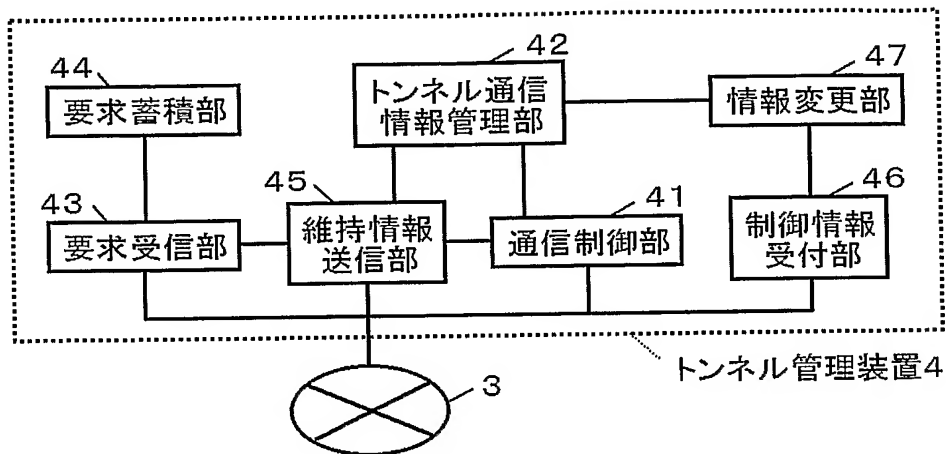 42
47
44
トンネル通信
情報管理部
情報変更部
要求蓄積部
43
45
41
46
要求受信部
維持情報
送信部
通信制御部
制御情報
受付部
トンネル管理装置4
3